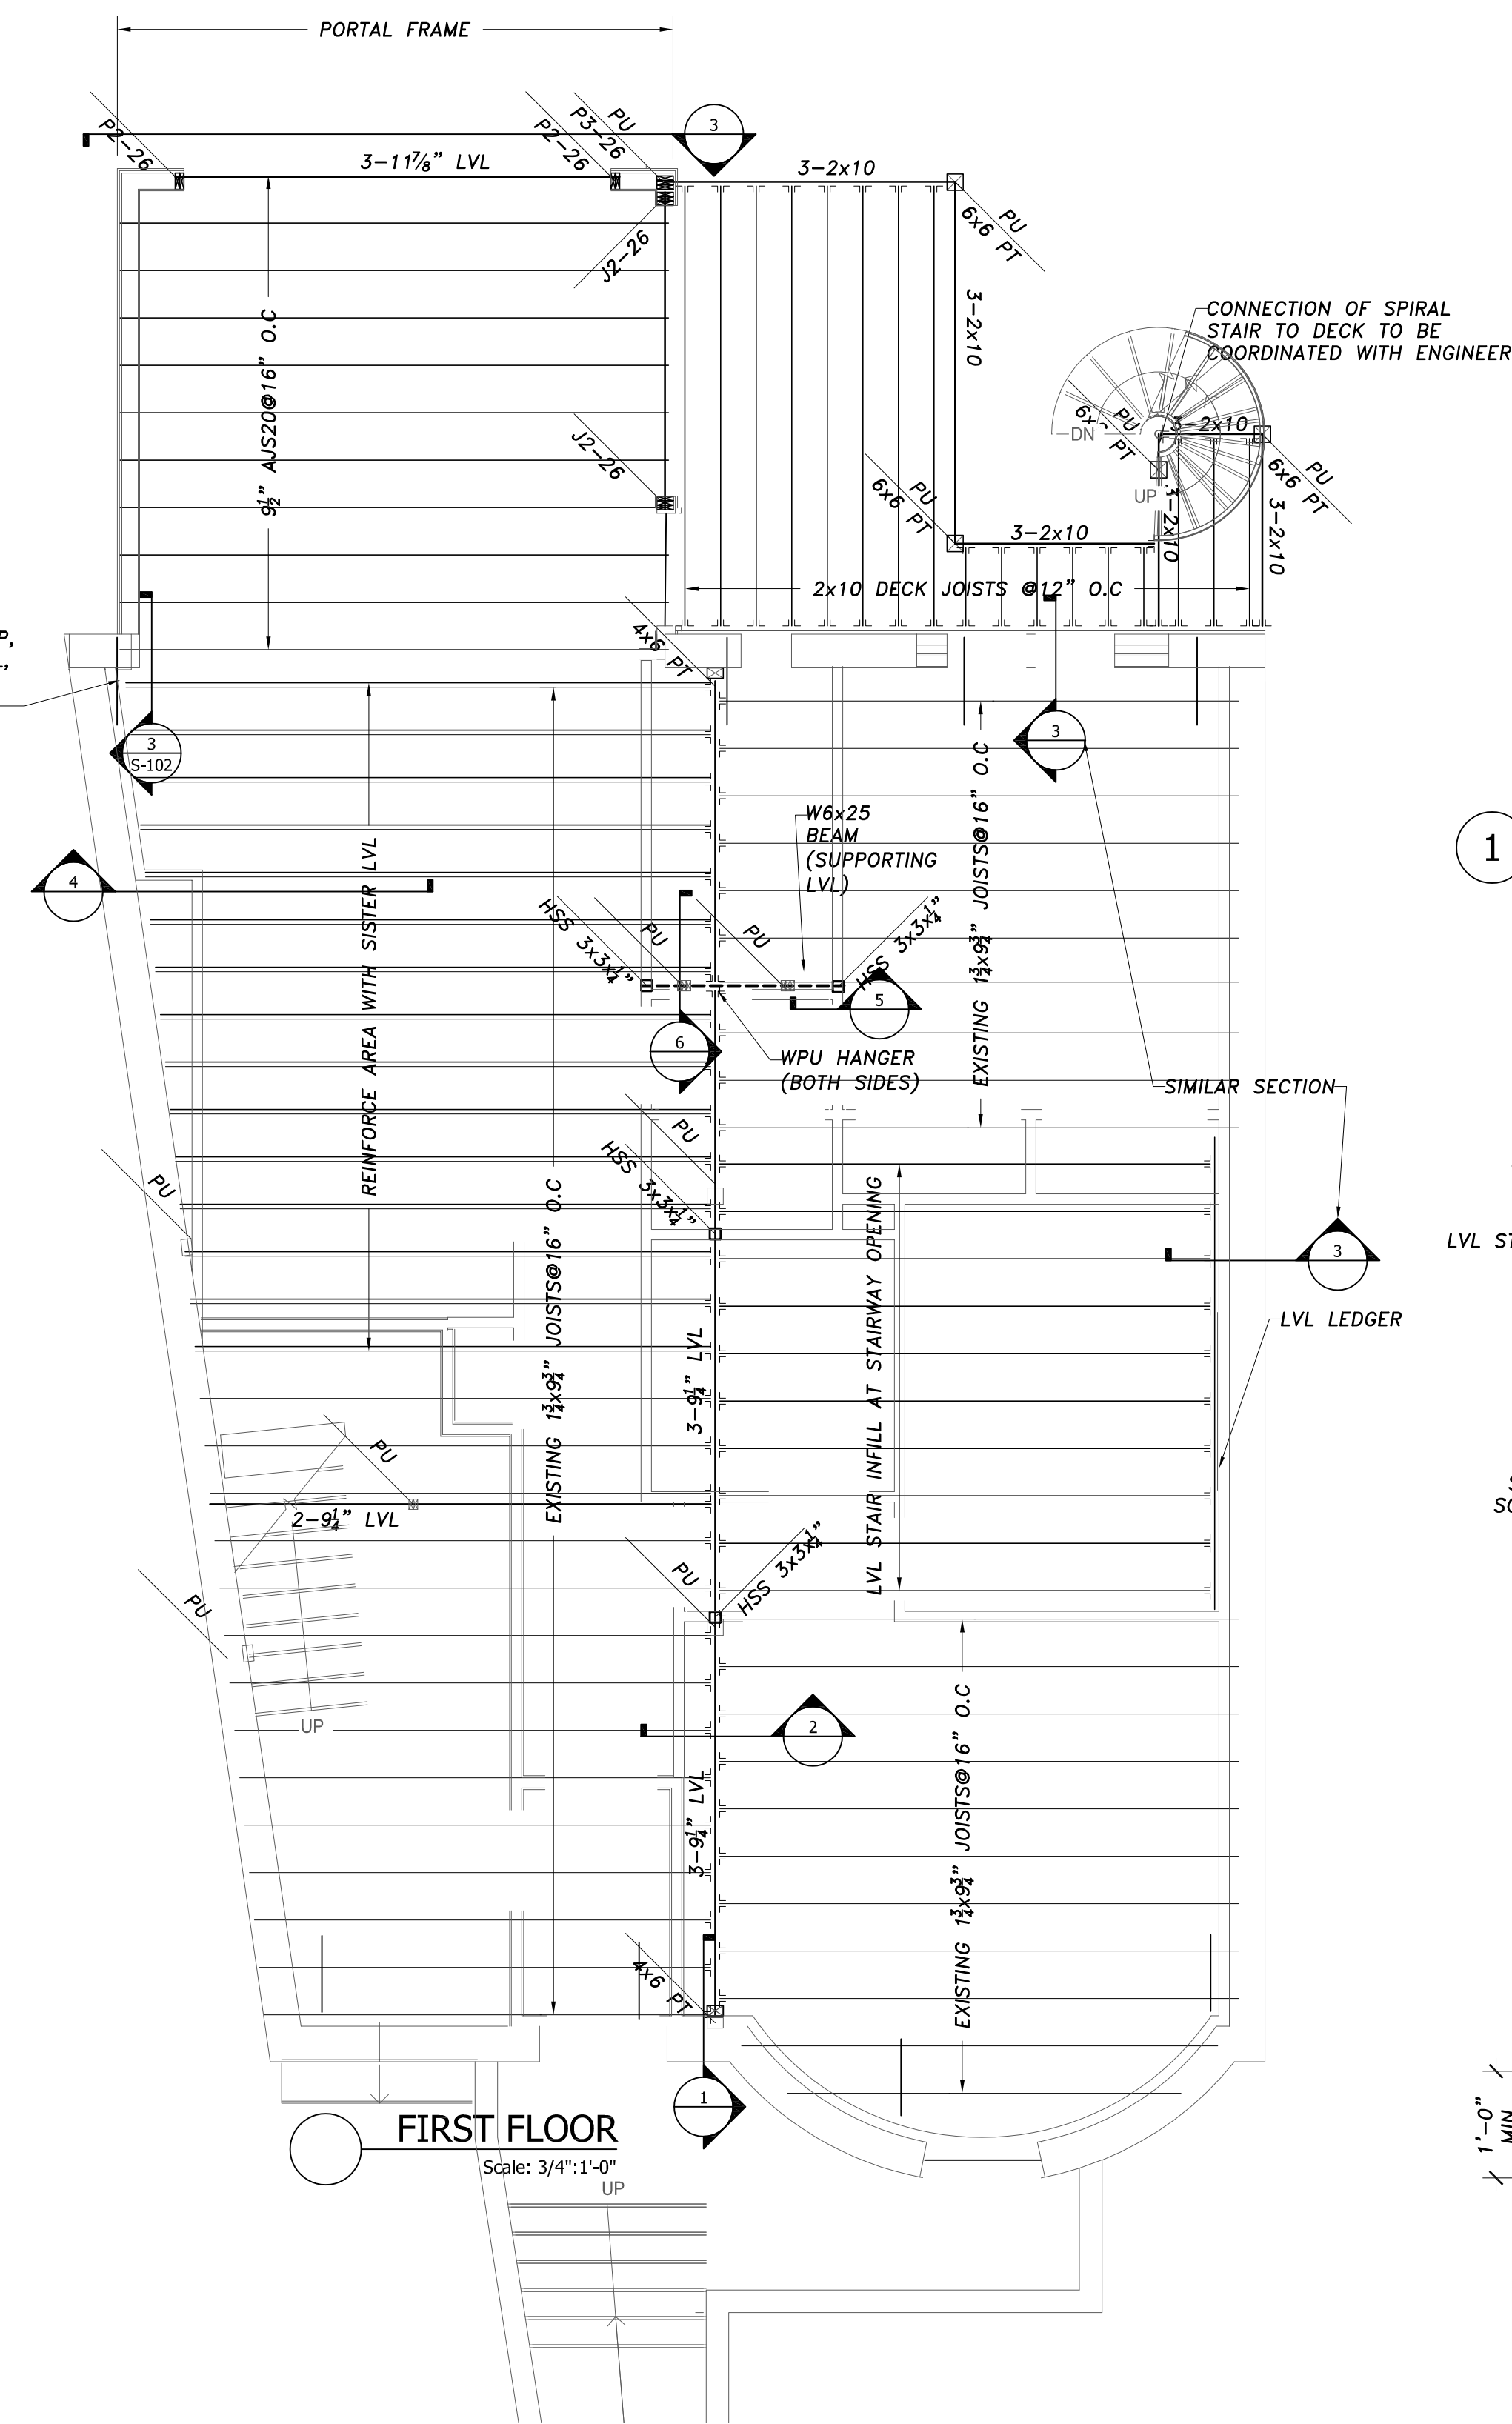 PORTAL FRAME
P2-26
3-11⅞" LVL
P2-26
P3-26
PU
3
3-2x10
PU
6x6 PT
J2-26
9½" AJS20@16" O.C
3-2x10
CONNECTION OF SPIRAL
STAIR TO DECK TO BE
COORDINATED WITH ENGINEER
PU
DN
3-2x10
PU
6x6 PT
J2-26
PU
6x6 PT
UP
3-2x10
3-2x10
3-2x10
2x10 DECK JOISTS @12" O.C
4x6 PT
3
S-102
3
EXISTING 1¾x9¾" JOISTS@16" O.C
W6x25
BEAM
(SUPPORTING
LVL)
1
4
REINFORCE AREA WITH SISTER LVL
HSS 3x3x¼"
PU
PU
HSS 3x3x¼"
5
6
WPU HANGER
(BOTH SIDES)
SIMILAR SECTION
PU
PU
HSS 3x3x¼"
EXISTING 1¾x9¾" JOISTS@16" O.C
LVL STAIR INFILL AT STAIRWAY OPENING
3
LVL ST
LVL LEDGER
3-9¼" LVL
PU
2-9¼" LVL
PU
HSS 3x3x¼"
PU
UP
2
EXISTING 1¾x9¾" JOISTS@16" O.C
3-9¼" LVL
4x6 PT
1
1'-0"
MIN
FIRST FLOOR
Scale: 3/4":1'-0"
UP